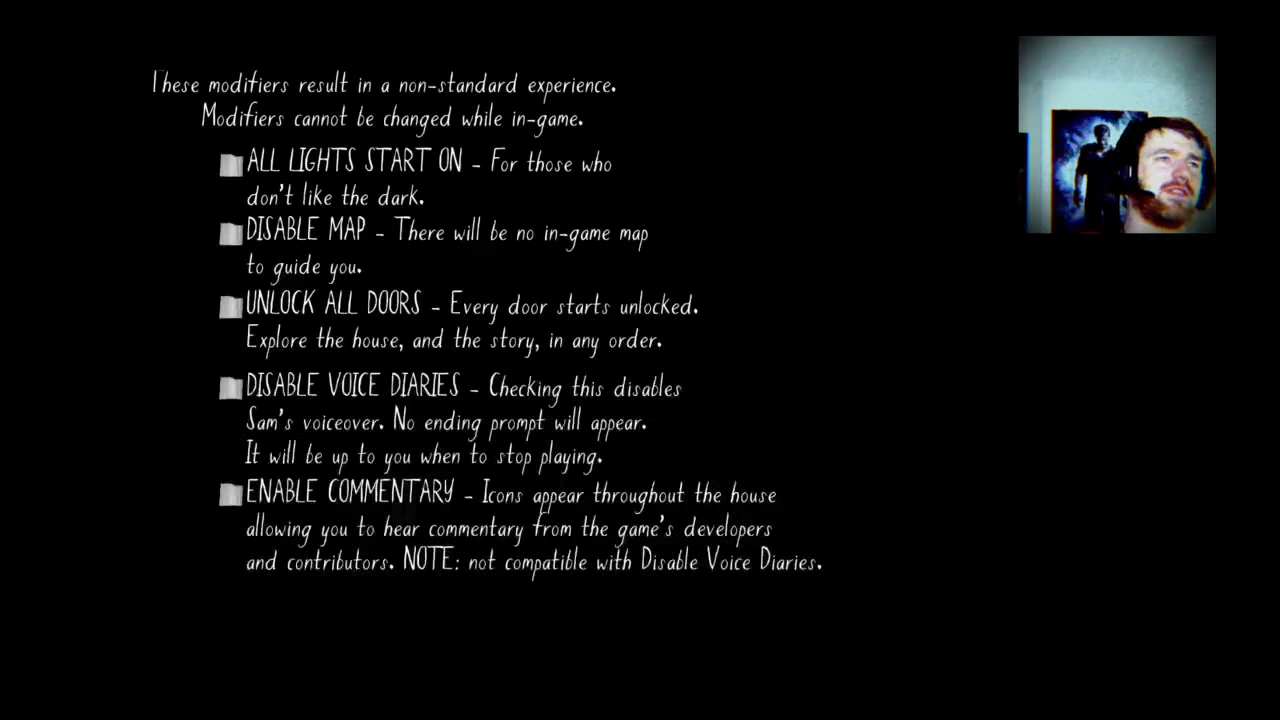 These modifiers result in a non-standard experience.
Modifiers cannot be changed while in-game.
ALL LIGHTS START ON - For those who
don't like the dark.
DISABLE MAP - There will be no in-game map
to guide you.
UNLOCK ALL DOORS - Every door starts unlocked.
Explore the house, and the story, in any order.
DISABLE VOICE DIARIES - Checking this disables
Sam's voiceover. No ending prompt will appear.
It will be up to you when to stop playing.
ENABLE COMMENTARY - Icons appear throughout the house
allowing you to hear commentary from the game's developers
and contributors. NOTE: not compatible with Disable Voice Diaries.